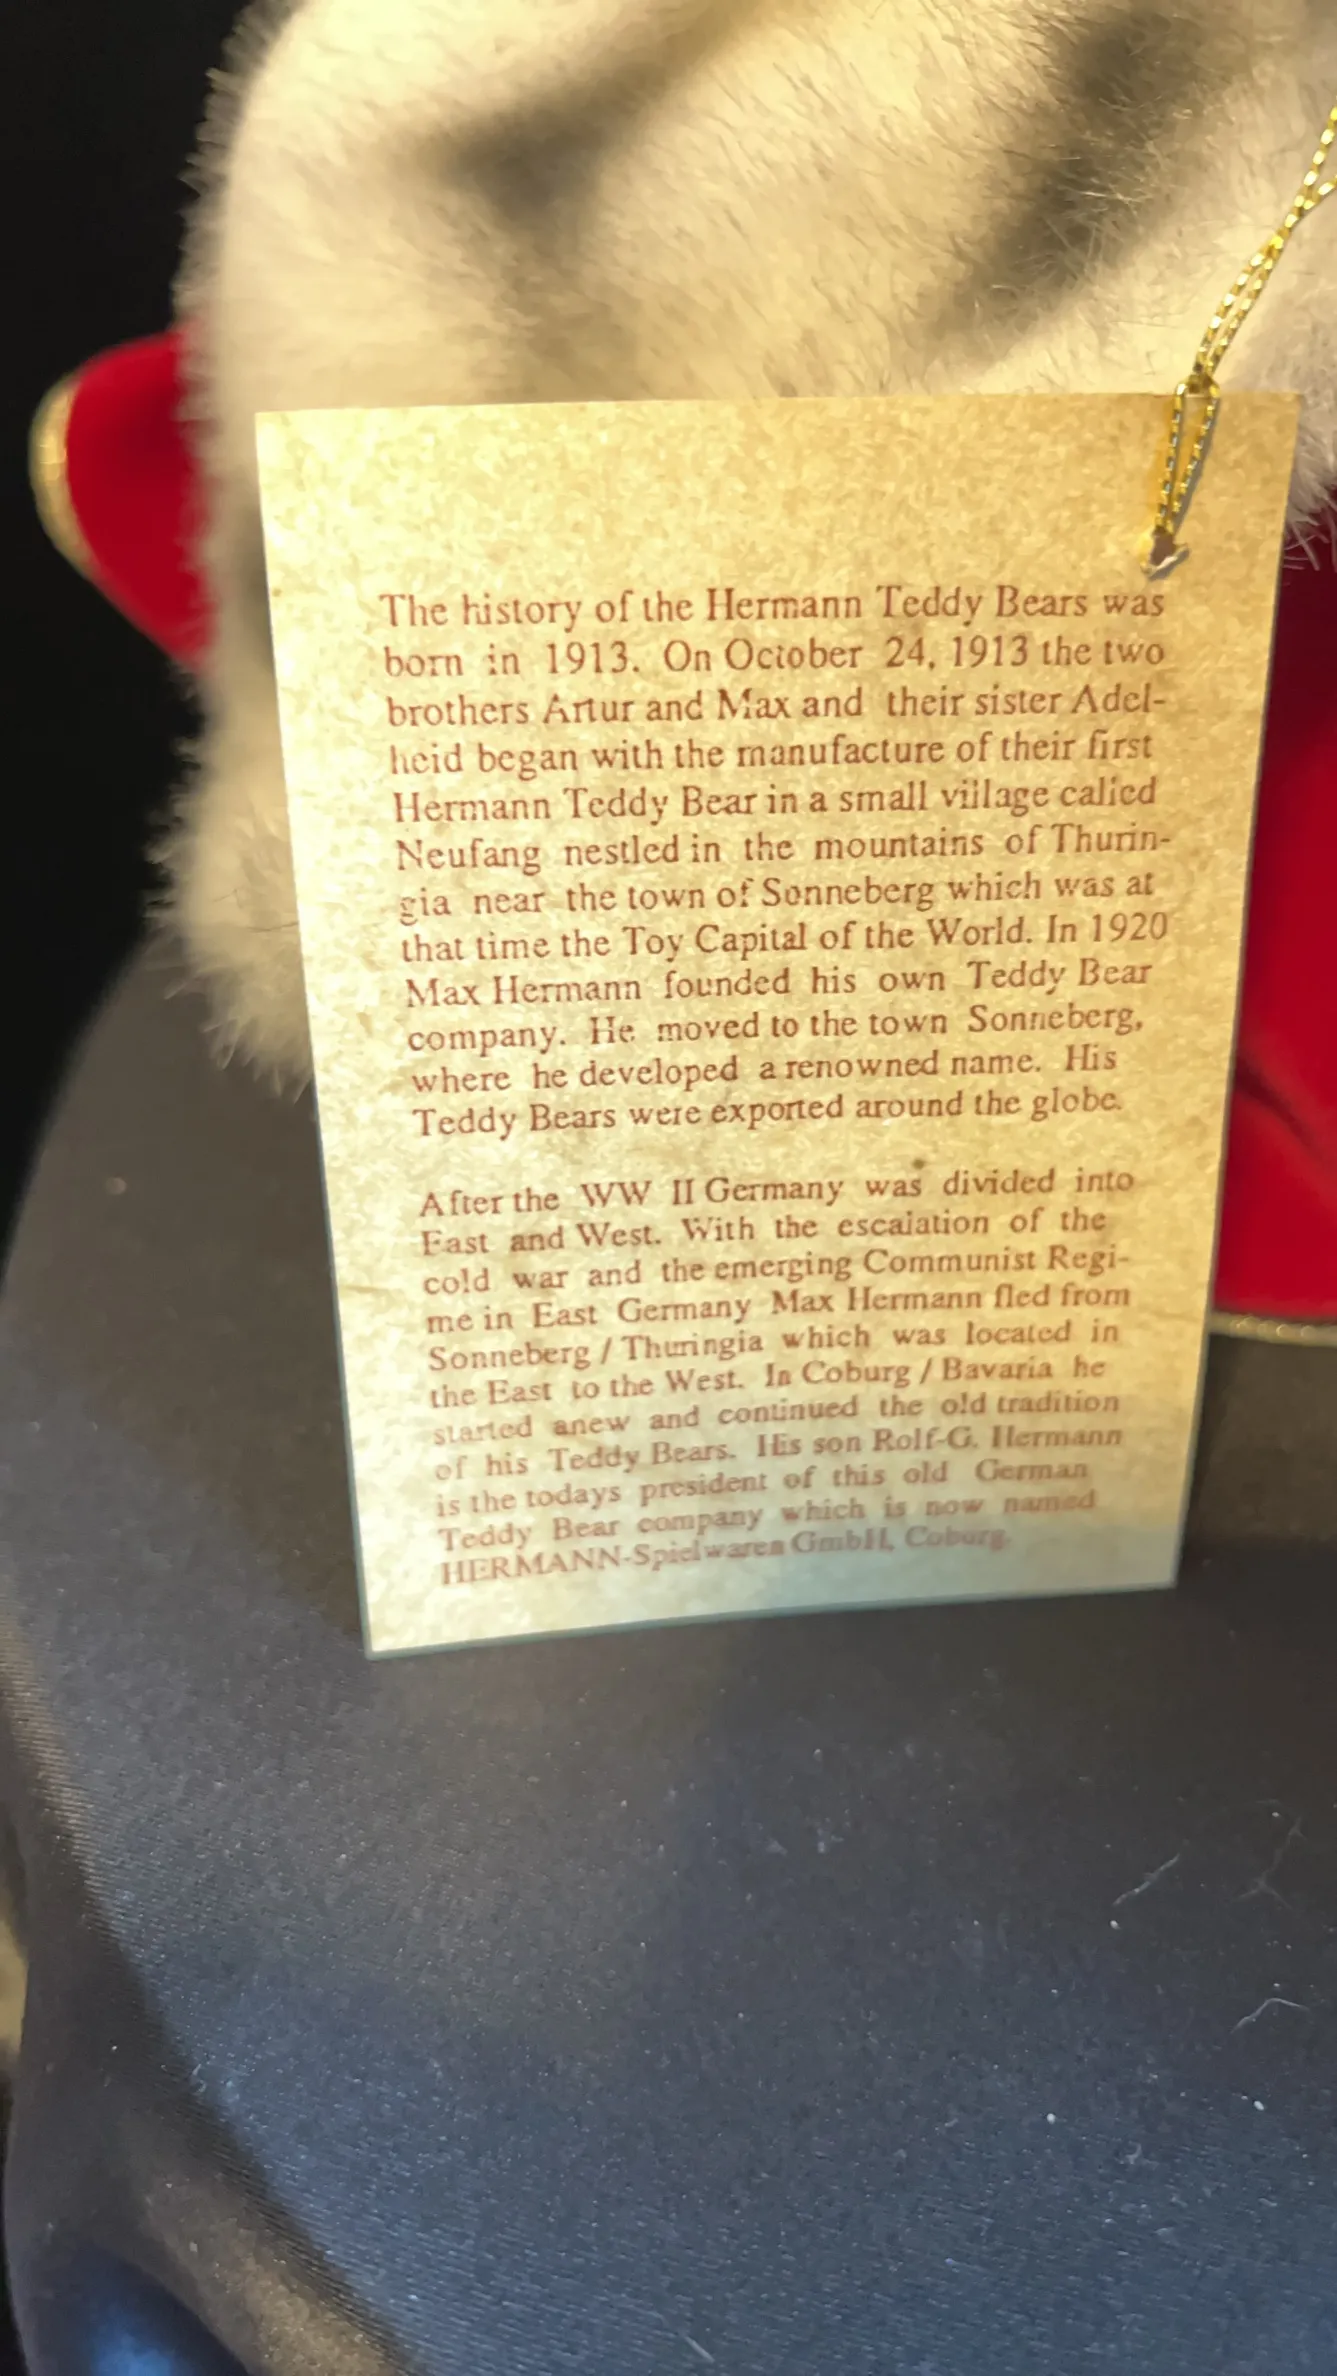 The history of the Hermann Teddy Bears was
born in 1913. On October 24, 1913 the two
brothers Artur and Max and their sister Adel-
heid began with the manufacture of their first
Hermann Teddy Bear in a small village called
Neufang nestled in the mountains of Thurin-
gia near the town of Sonneberg which was at
that time the Toy Capital of the World. In 1920
Max Hermann founded his own Teddy Bear
company. He moved to the town Sonneberg,
where he developed a renowned name. His
Teddy Bears were exported around the globe.
After the WW II Germany was divided into
East and West. With the escalation of the
cold war and the emerging Communist Regi-
me in East Germany Max Hermann fled from
Sonneberg / Thuringia which was located in
the East to the West. In Coburg / Bavaria he
started anew and continued the old tradition
of his Teddy Bears. His son Rolf-G. Hermann
is the todays president of this old German
Teddy Bear company which is now named
HERMANN-Spielwaren GmbH, Coburg.